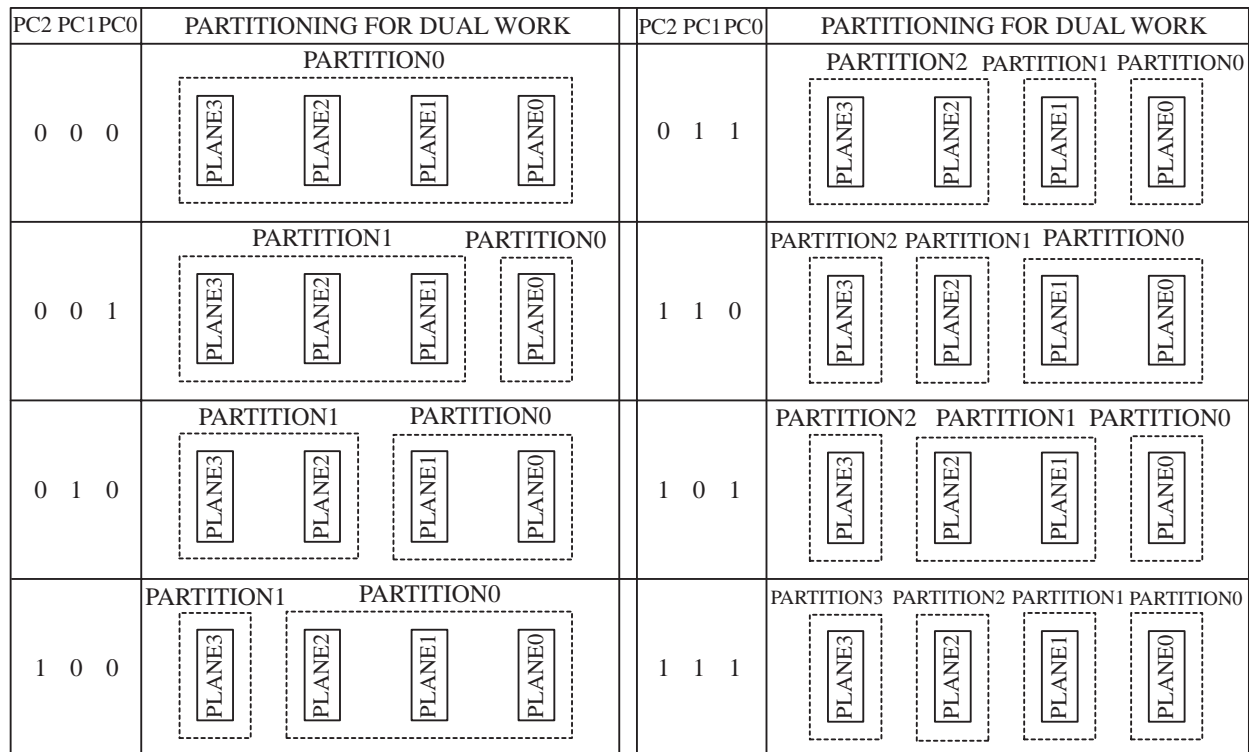 PC2 PC1PC0 PARTITIONING FOR DUAL WORK PC2 PC1PC0 PARTITIONING FOR DUAL WORK
PARTITION0
0 0 0 PLANE3 PLANE2 PLANE1 PLANE0
PARTITION2 PARTITION1 PARTITION0
0 1 1 PLANE3 PLANE2 PLANE1 PLANE0
PARTITION1 PARTITION0
0 0 1 PLANE3 PLANE2 PLANE1 PLANE0
PARTITION2 PARTITION1 PARTITION0
1 1 0 PLANE3 PLANE2 PLANE1 PLANE0
PARTITION1 PARTITION0
0 1 0 PLANE3 PLANE2 PLANE1 PLANE0
PARTITION2 PARTITION1 PARTITION0
1 0 1 PLANE3 PLANE2 PLANE1 PLANE0
PARTITION1 PARTITION0
1 0 0 PLANE3 PLANE2 PLANE1 PLANE0
PARTITION3 PARTITION2 PARTITION1 PARTITION0
1 1 1 PLANE3 PLANE2 PLANE1 PLANE0